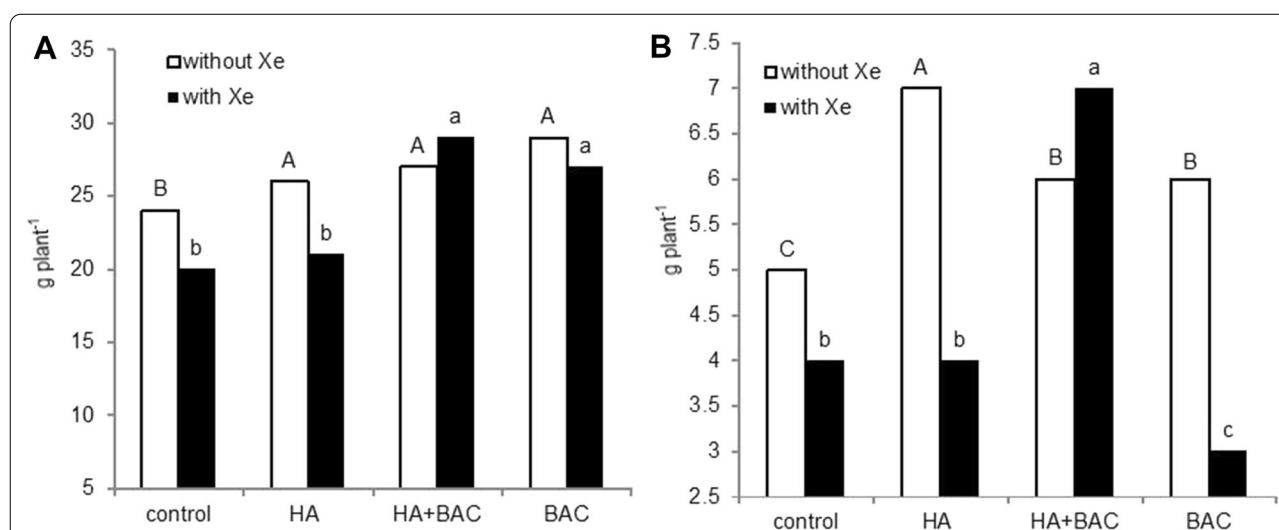 A
35
30
25
20
15
10
5
g plant⁻¹
without Xe
with Xe
B b
A b
A a
A a
control HA HA+BAC BAC
B
7.5
7
6.5
6
5.5
5
4.5
4
3.5
3
2.5
g plant⁻¹
without Xe
with Xe
C b
A b
B a
B c
control HA HA+BAC BAC